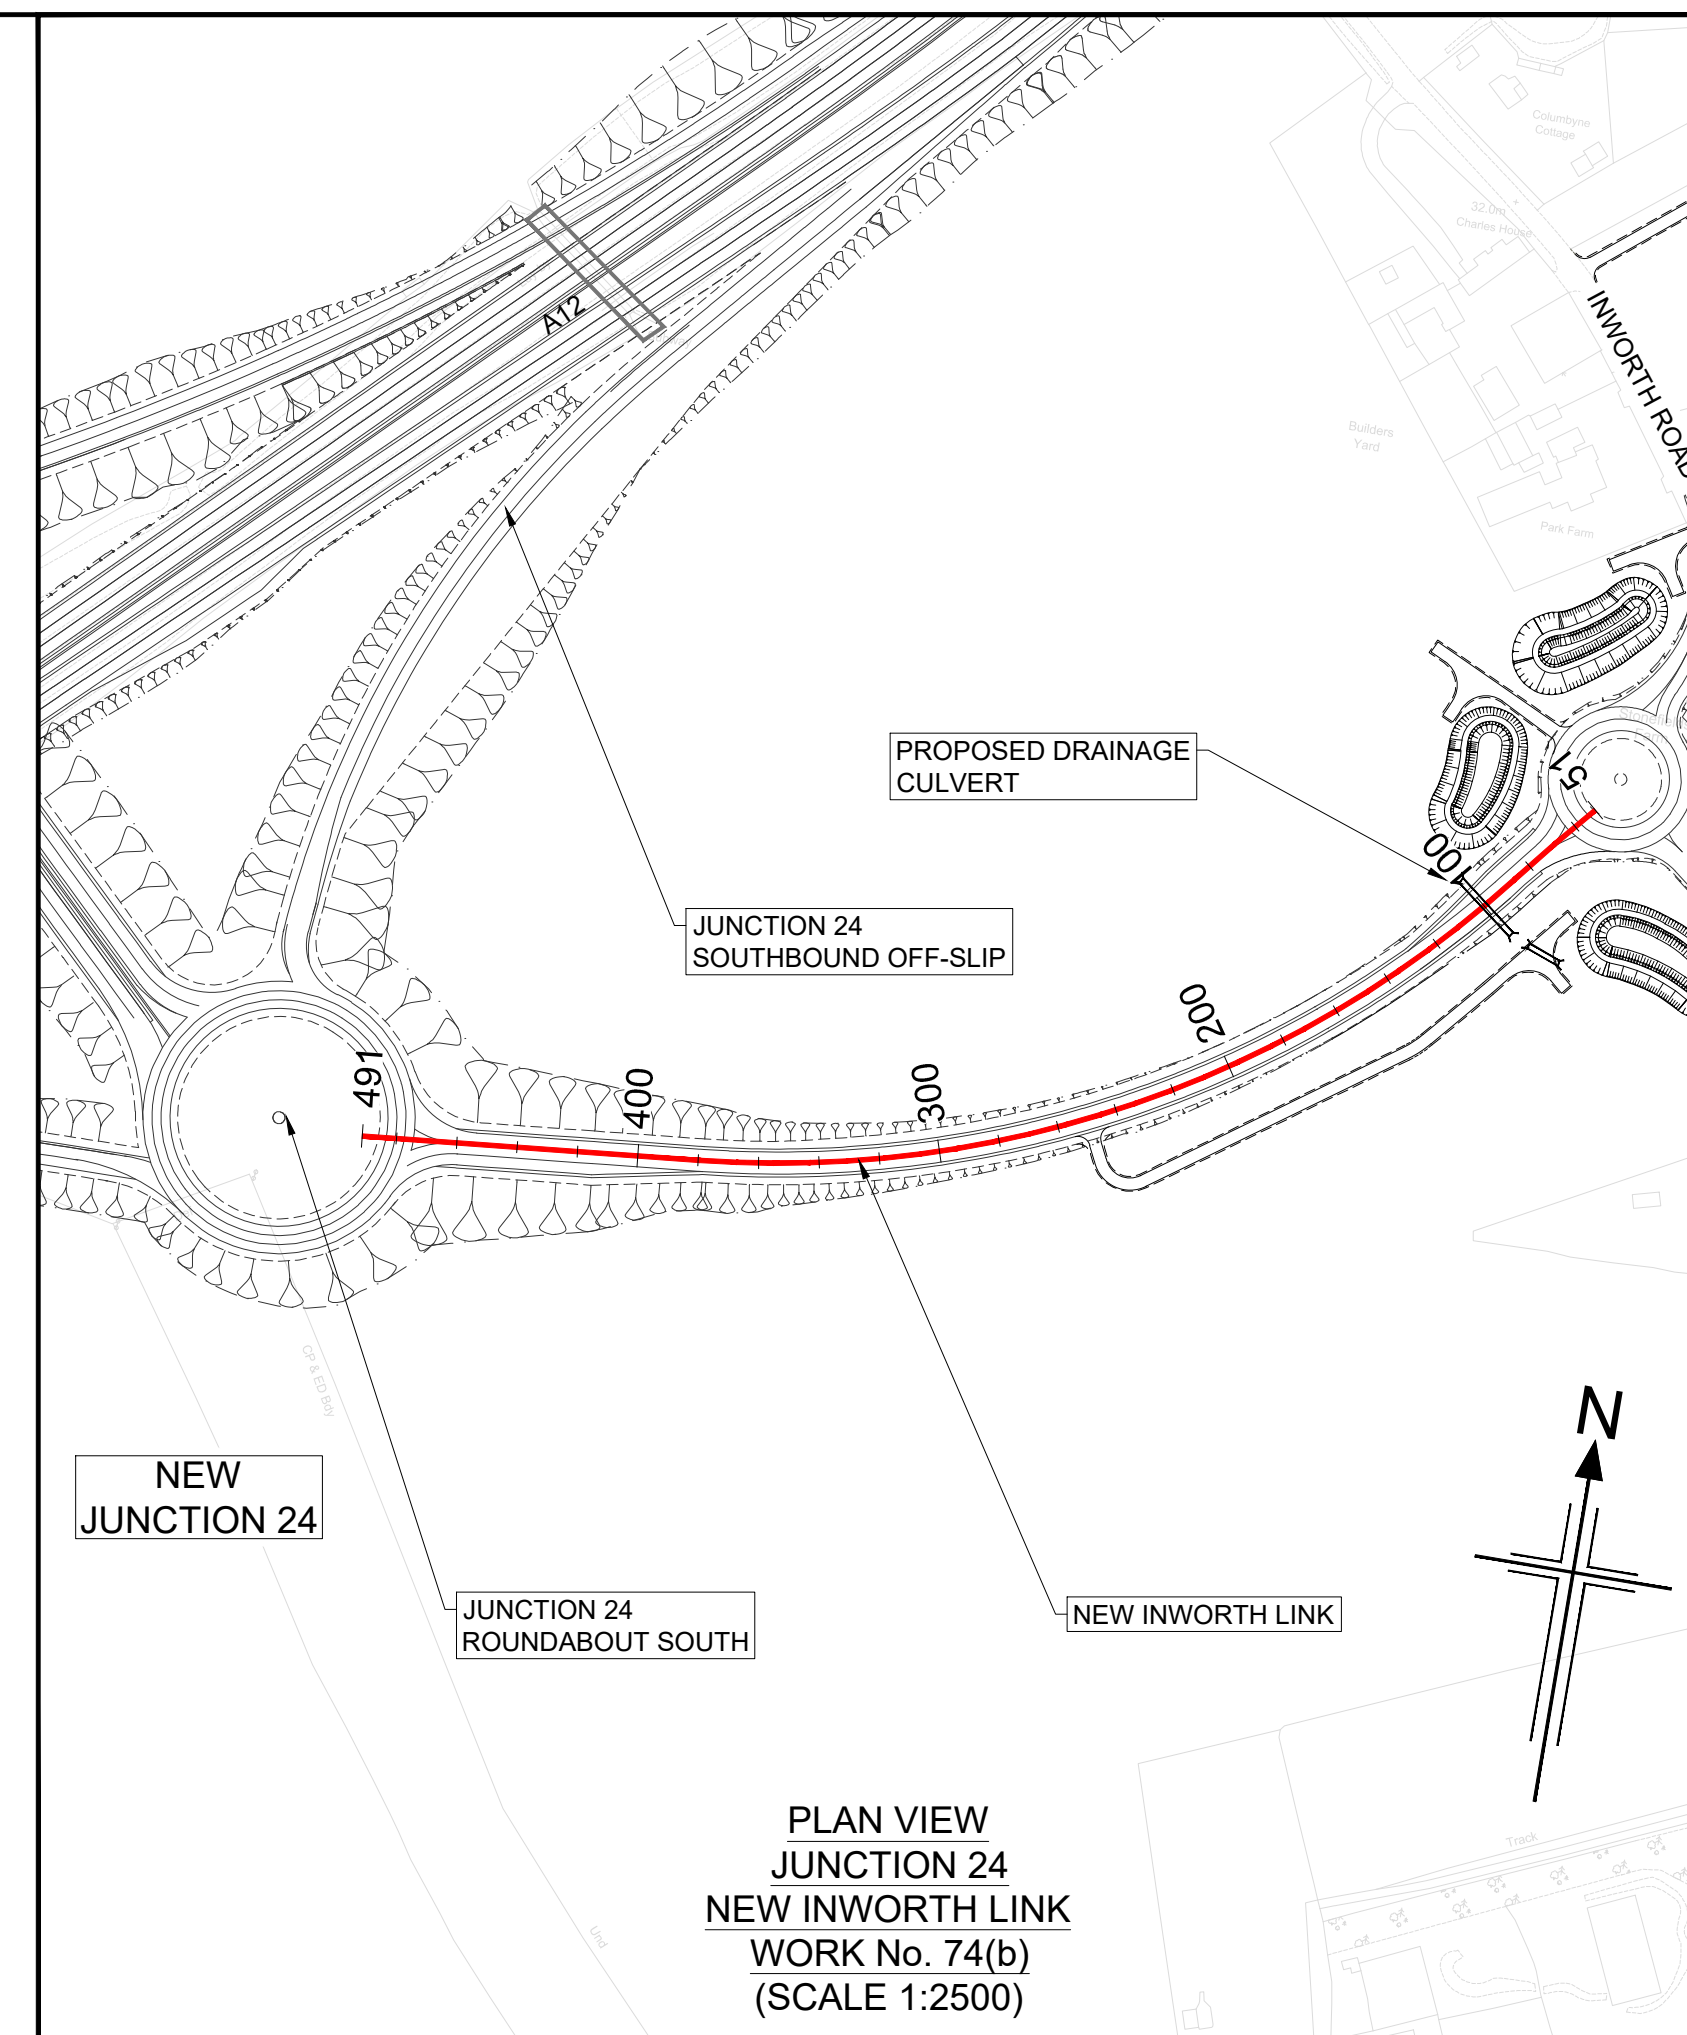 Columbyne
Cottage
32.0m
Charles House
A12
INWORTH ROAD
Builders
Yard
Park Farm
PROPOSED DRAINAGE
CULVERT
51
100
JUNCTION 24
SOUTHBOUND OFF-SLIP
200
300
400
491
CP & ED Bdy
N
NEW
JUNCTION 24
JUNCTION 24
ROUNDABOUT SOUTH
NEW INWORTH LINK
PLAN VIEW
JUNCTION 24
NEW INWORTH LINK
WORK No. 74(b)
(SCALE 1:2500)
Track
Und